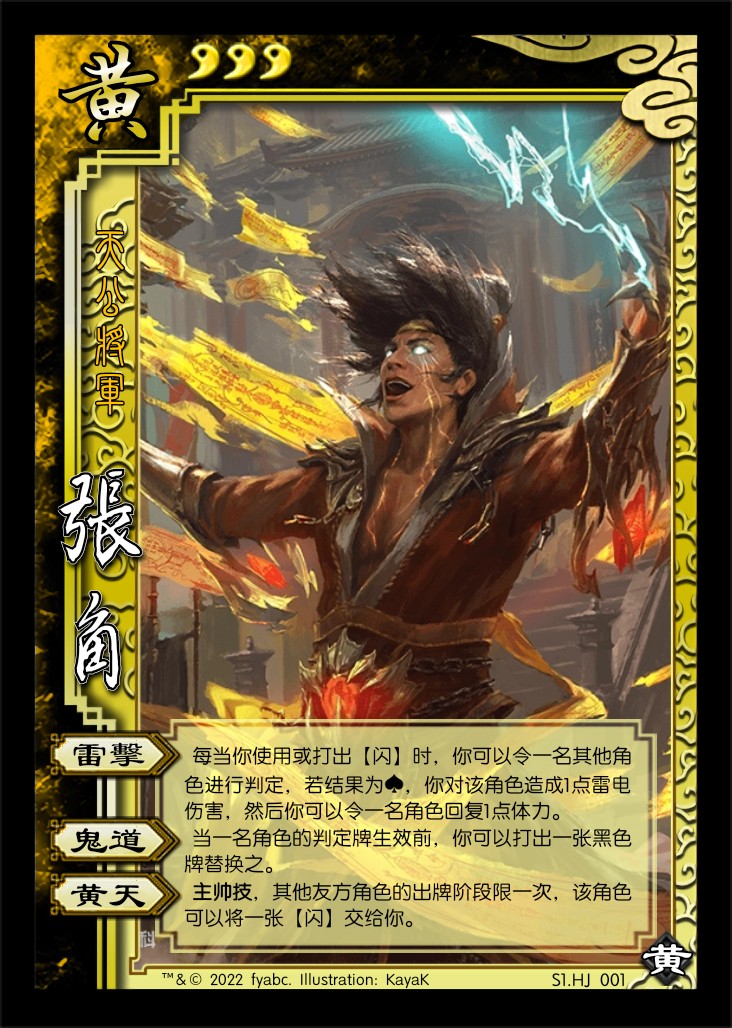 黄
天公將軍
張角
雷擊
每当你使用或打出【闪】时，你可以令一名其他角
色进行判定，若结果为♠，你对该角色造成1点雷电
伤害，然后你可以令一名角色回复1点体力。
鬼道
当一名角色的判定牌生效前，你可以打出一张黑色
牌替换之。
黄天
主帅技，其他友方角色的出牌阶段限一次，该角色
可以将一张【闪】交给你。
™&© 2022 fyabc. Illustration: KayaK
S1.HJ 001
黄